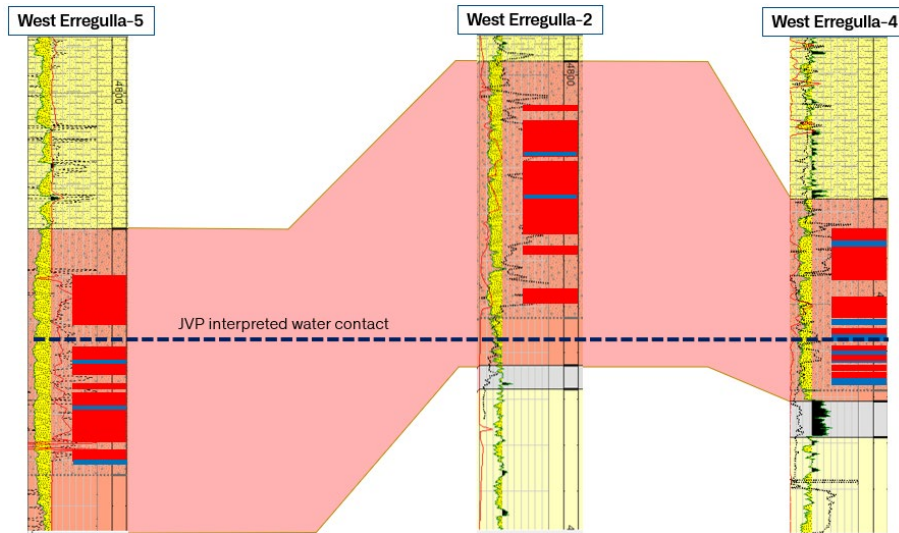 West Erregulla-5
West Erregulla-2
West Erregulla-4
4800
4800
JVP interpreted water contact